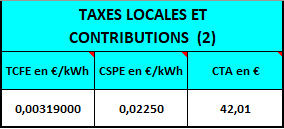 TAXES LOCALES ET
CONTRIBUTIONS (2)
TCFE en €/kWh CSPE en €/kWh CTA en €
0,00319000 0,02250 42,01